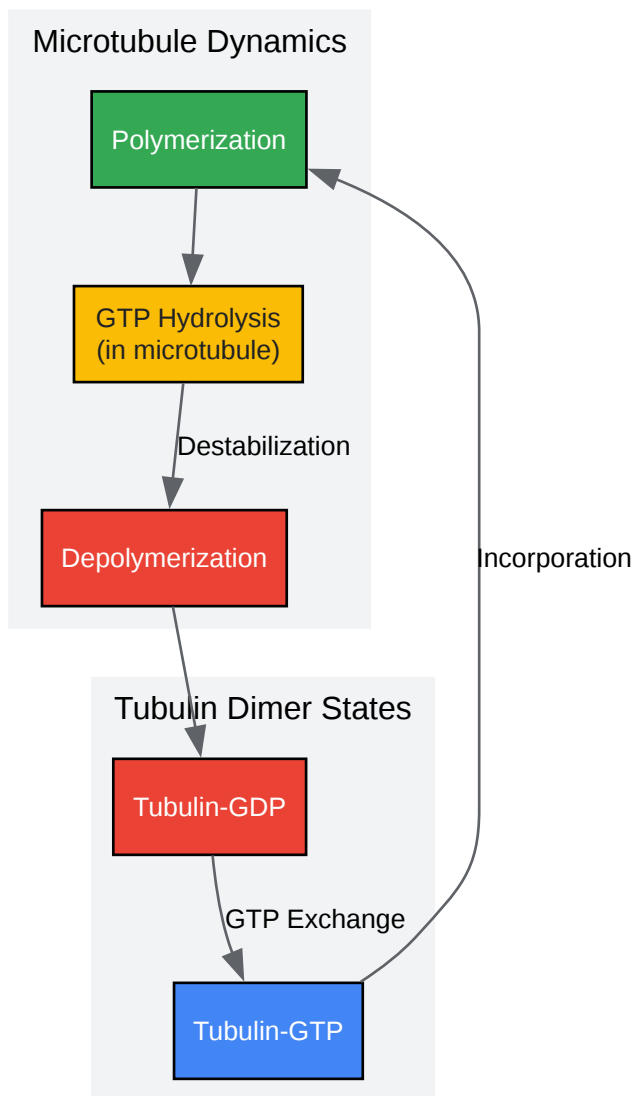 Microtubule Dynamics
Polymerization
GTP Hydrolysis
(in microtubule)
Destabilization
Depolymerization
Incorporation
Tubulin Dimer States
Tubulin-GDP
GTP Exchange
Tubulin-GTP